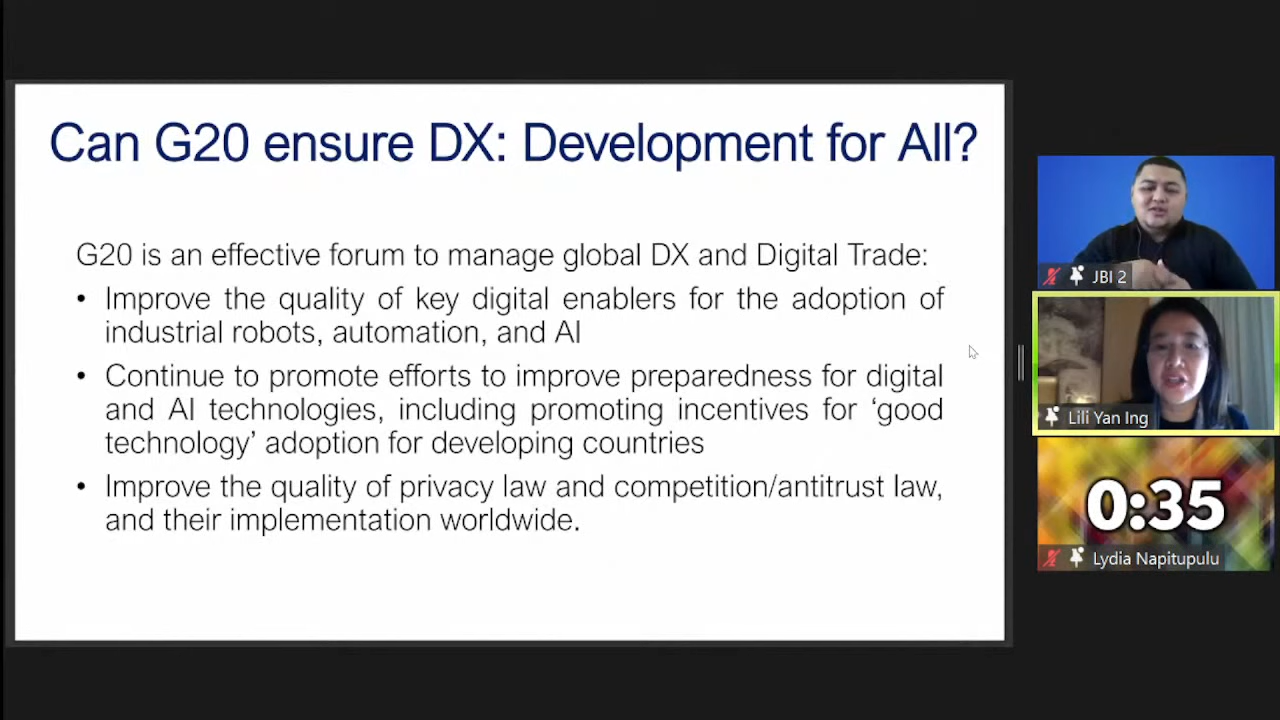 Can G20 ensure DX: Development for All?
G20 is an effective forum to manage global DX and Digital Trade:
• Improve the quality of key digital enablers for the adoption of
industrial robots, automation, and AI
• Continue to promote efforts to improve preparedness for digital
and AI technologies, including promoting incentives for ‘good
technology’ adoption for developing countries
• Improve the quality of privacy law and competition/antitrust law,
and their implementation worldwide.
JBI 2
Lili Yan Ing
0:35
Lydia Napitupulu